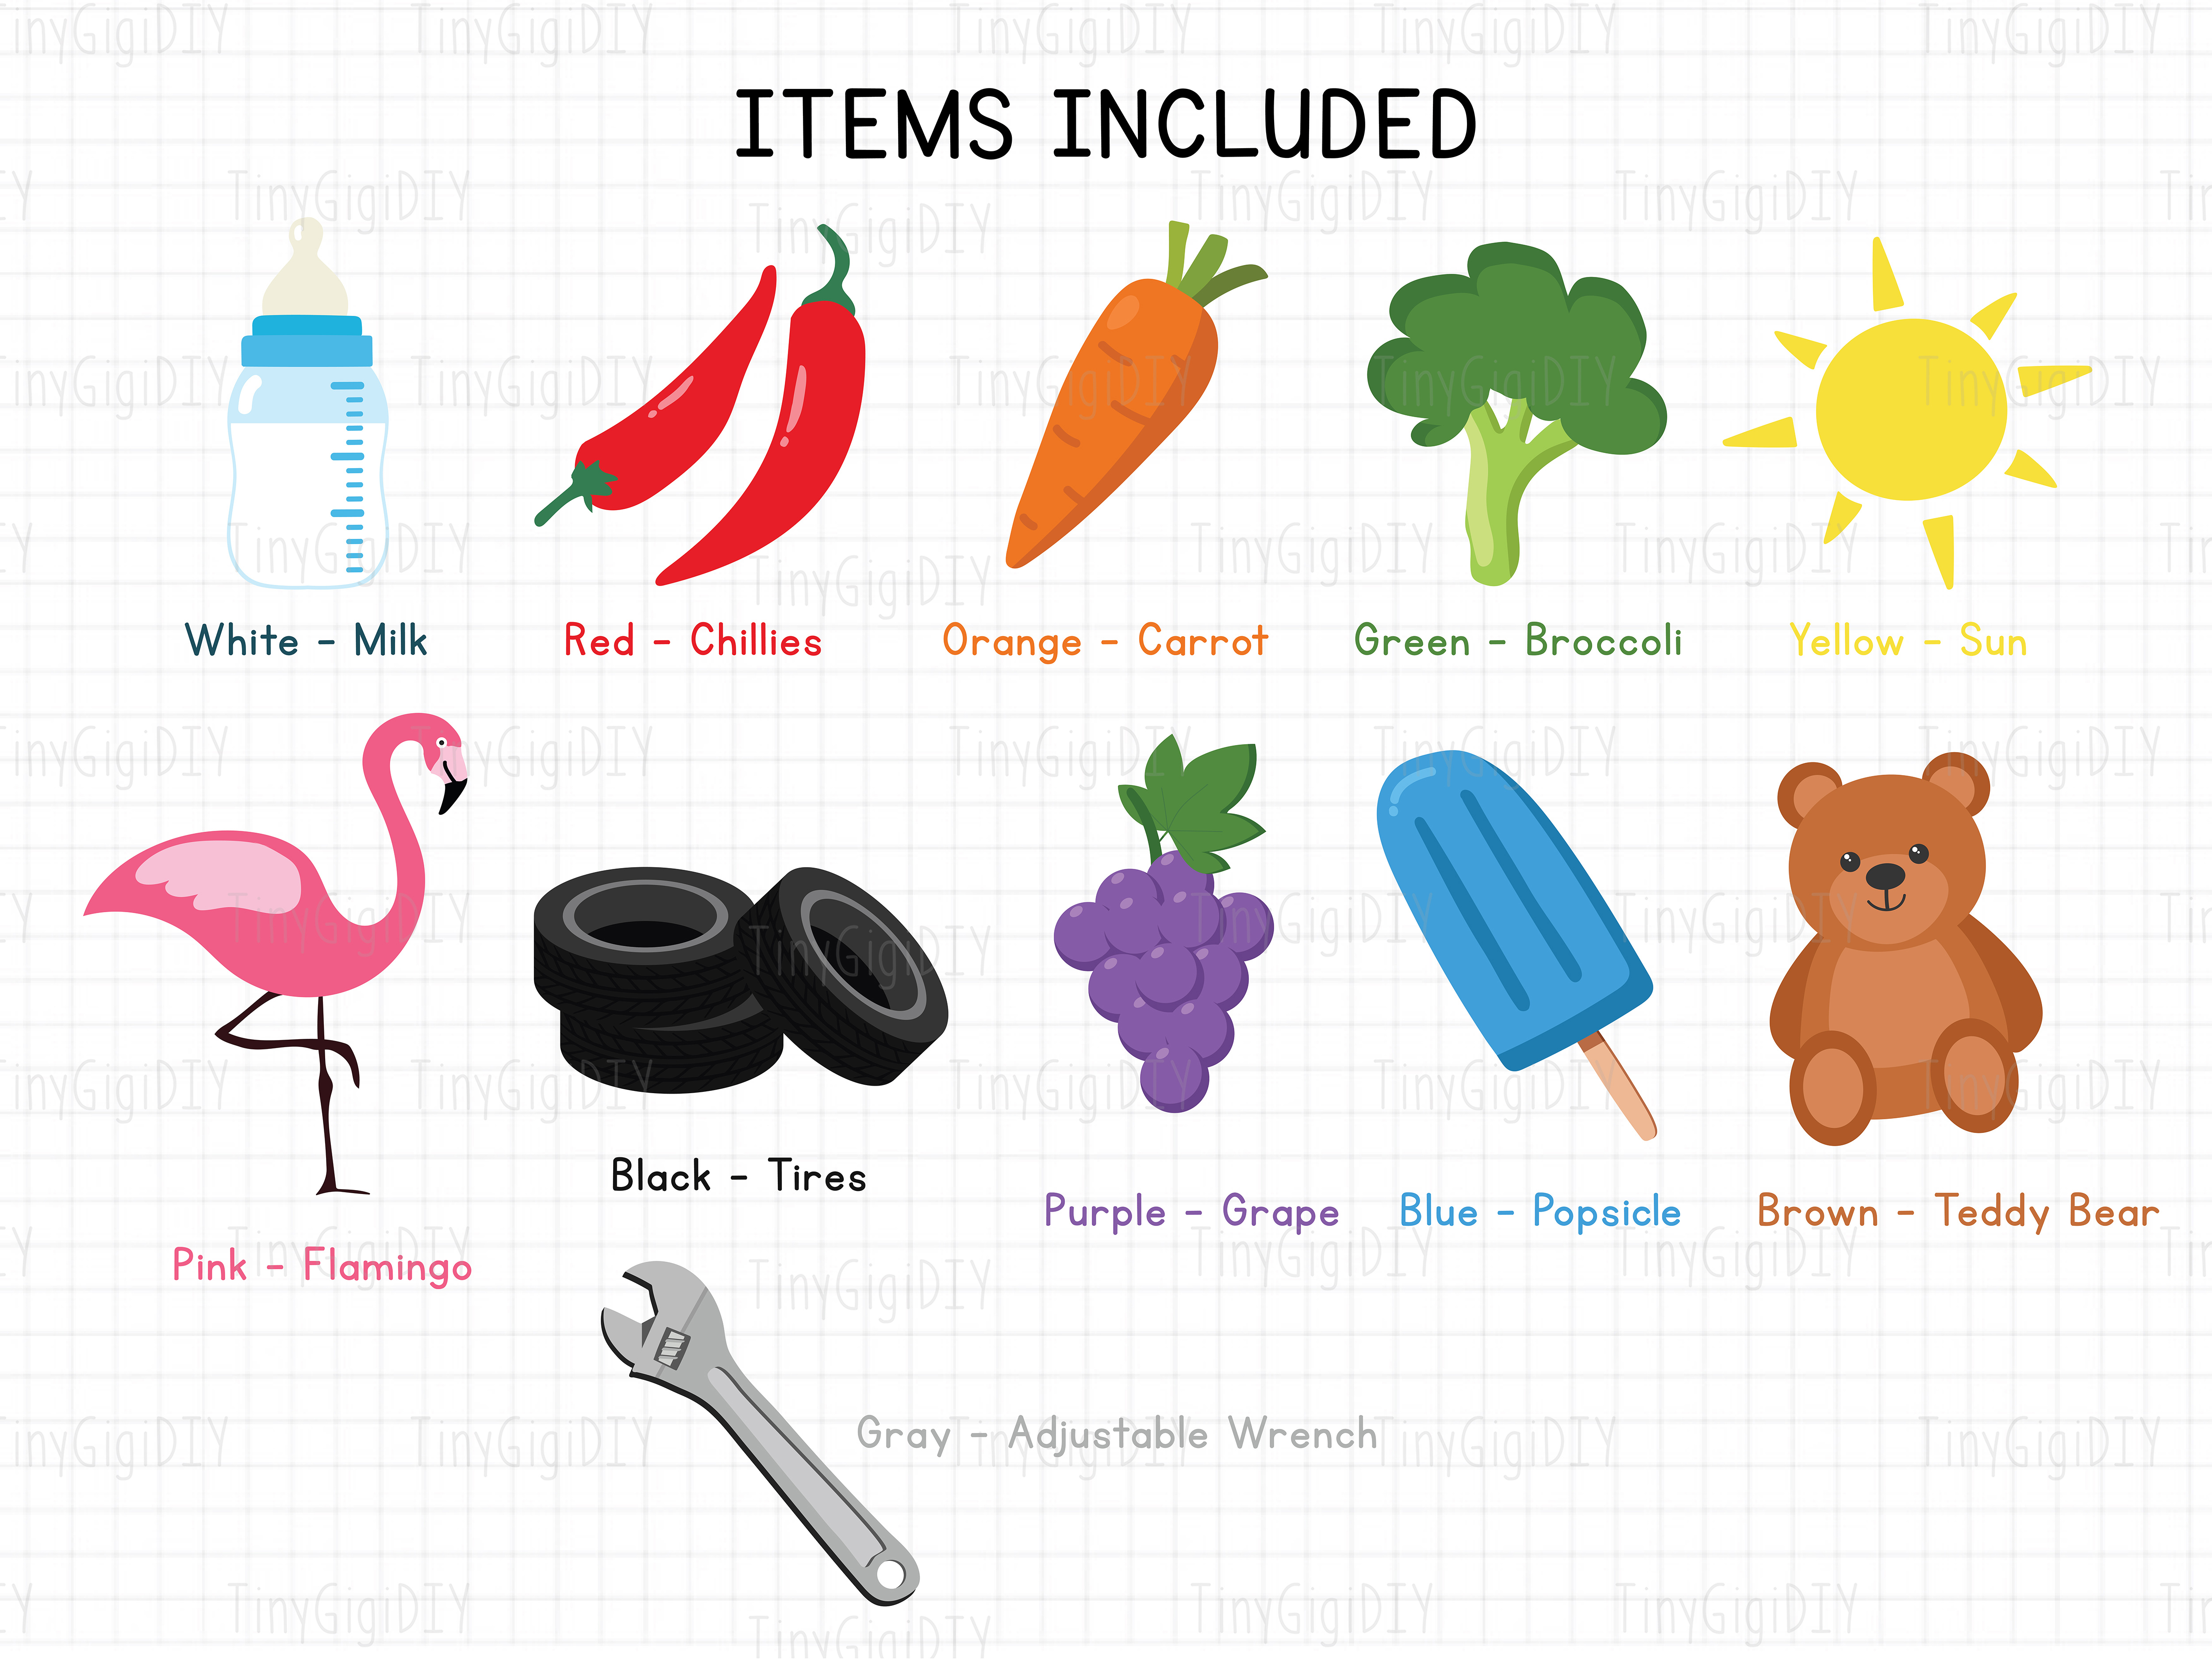 ITEMS INCLUDED
White - Milk
Red - Chillies
Orange - Carrot
Green - Broccoli
Yellow - Sun
Pink - Flamingo
Black - Tires
Purple - Grape
Blue - Popsicle
Brown - Teddy Bear
Gray - Adjustable Wrench
TinyGigiDIY